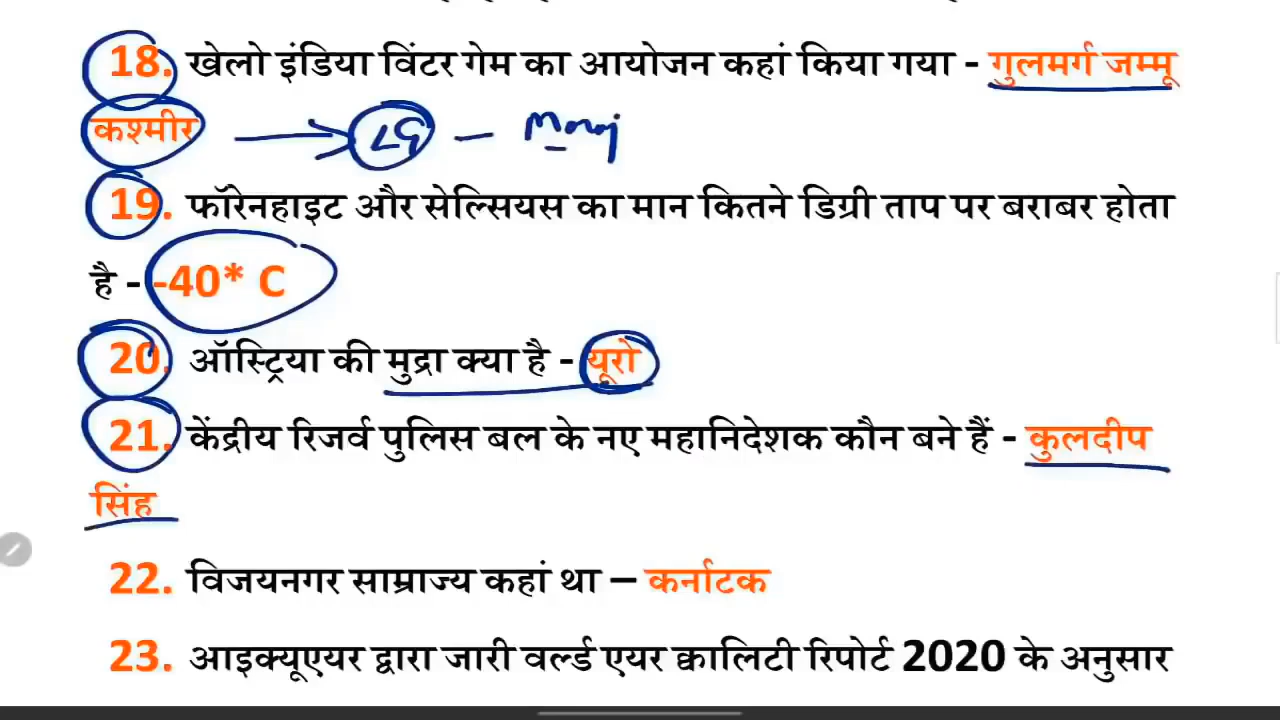 18. खेलो इंडिया विंटर गेम का आयोजन कहां किया गया - गुलमर्ग जम्मू
कश्मीर LG - Manoj
19. फॉरेनहाइट और सेल्सियस का मान कितने डिग्री ताप पर बराबर होता
है - -40* C
20. ऑस्ट्रिया की मुद्रा क्या है - यूरो
21. केंद्रीय रिजर्व पुलिस बल के नए महानिदेशक कौन बने हैं - कुलदीप
सिंह
22. विजयनगर साम्राज्य कहां था – कर्नाटक
23. आइक्यूएयर द्वारा जारी वर्ल्ड एयर क्वालिटी रिपोर्ट 2020 के अनुसार